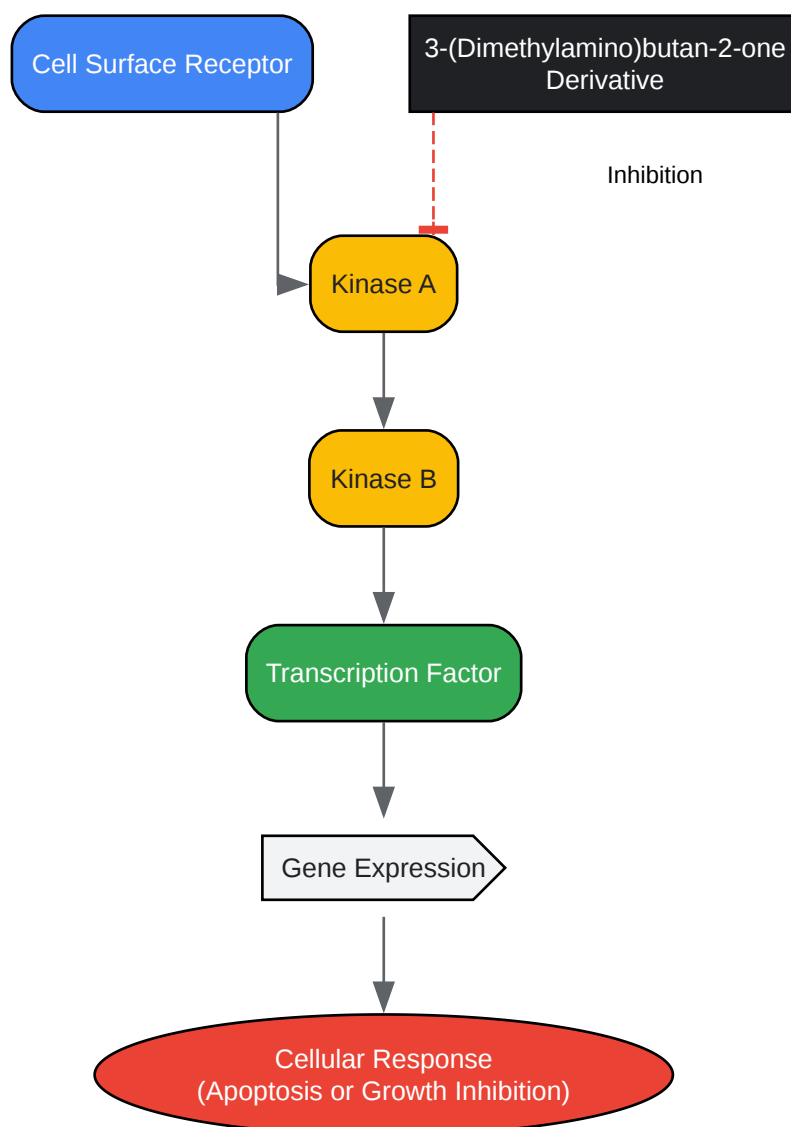 Cell Surface Receptor
3-(Dimethylamino)butan-2-one
Derivative
Inhibition
Kinase A
Kinase B
Transcription Factor
Gene Expression
Cellular Response
(Apoptosis or Growth Inhibition)